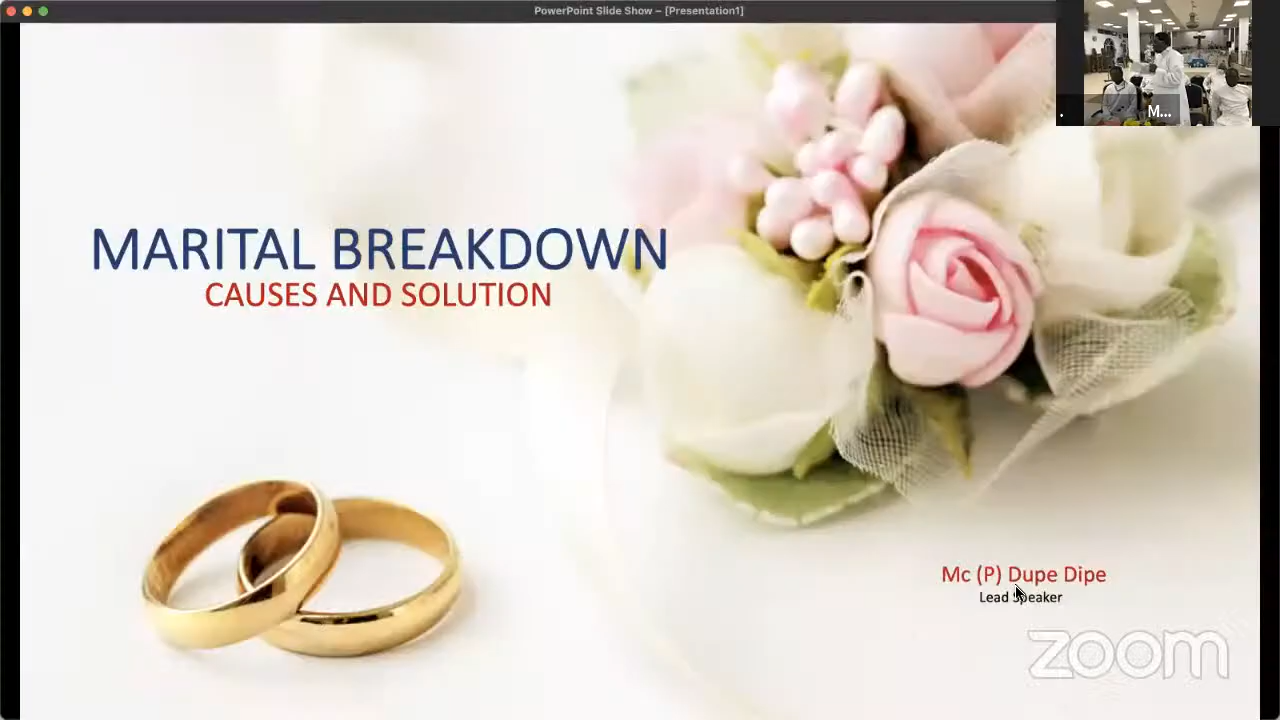 PowerPoint Slide Show – [Presentation1]
. M...
MARITAL BREAKDOWN
CAUSES AND SOLUTION
Mc (P) Dupe Dipe
Lead Speaker
zoom